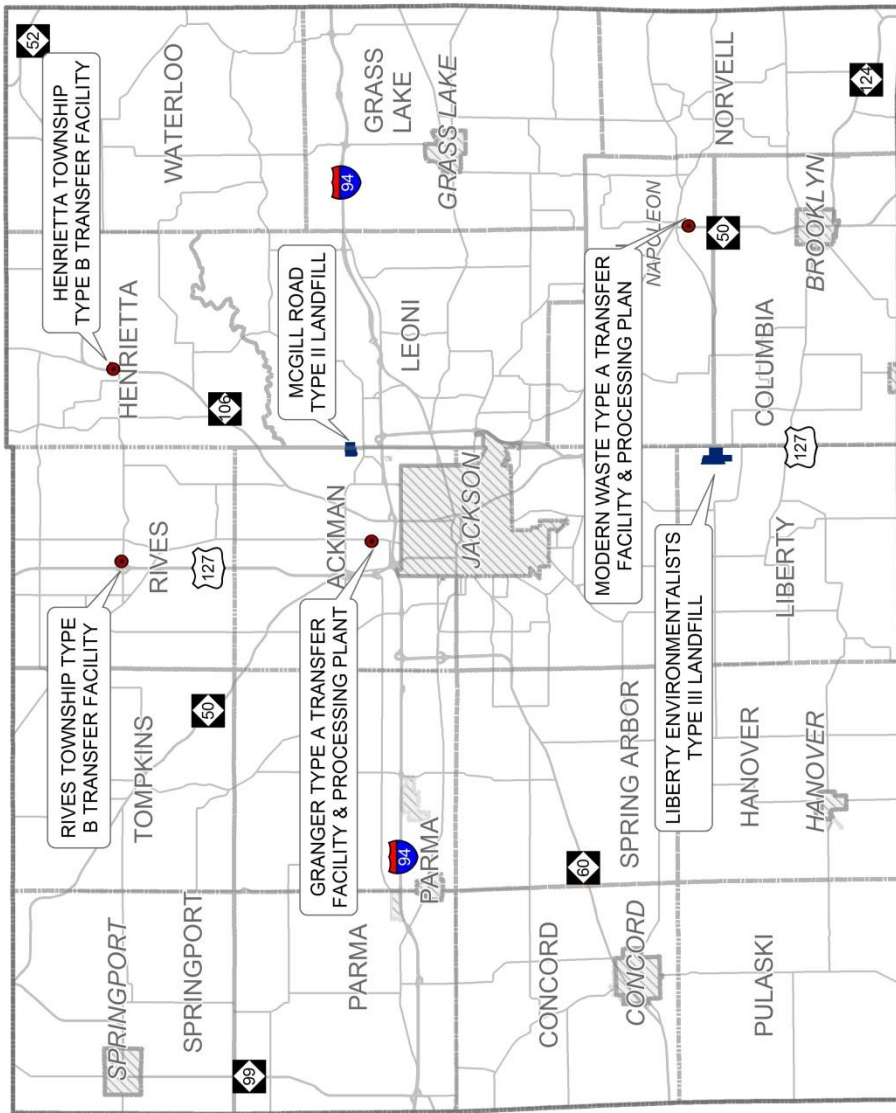 52
RIVES TOWNSHIP TYPE
B TRANSFER FACILITY
HENRIETTA TOWNSHIP
TYPE B TRANSFER FACILITY
SPRINGPORT
TOMPKINS
RIVES
HENRIETTA
WATERLOO
SPRINGPORT
50
127
106
99
MCGILL ROAD
TYPE II LANDFILL
GRANGER TYPE A TRANSFER
FACILITY & PROCESSING PLANT
ACKMAN
94
PARMA
GRASS
LAKE
94
LEONI
PARMA
GRASS LAKE
JACKSON
CONCORD
60
MODERN WASTE TYPE A TRANSFER
FACILITY & PROCESSING PLAN
SPRING ARBOR
CONCORD
NAPOLEON
LIBERTY ENVIRONMENTALISTS
TYPE III LANDFILL
50
NORVELL
HANOVER
PULASKI
COLUMBIA
LIBERTY
127
HANOVER
BROOKLYN
124